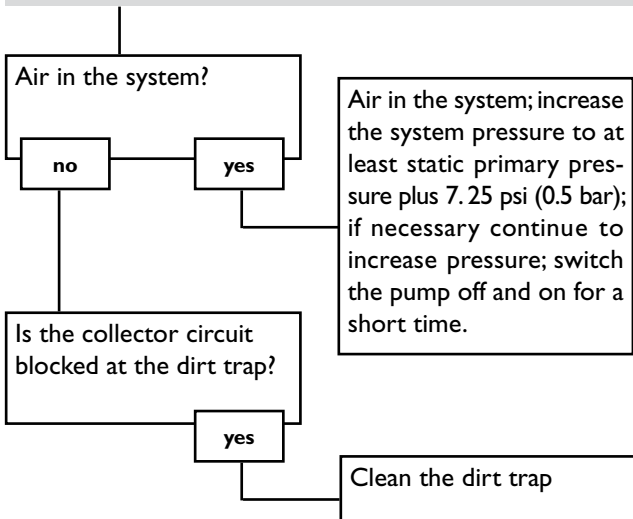 Air in the system?
no
yes
Air in the system; increase
the system pressure to at
least static primary pres-
sure plus 7. 25 psi (0.5 bar);
if necessary continue to
increase pressure; switch
the pump off and on for a
short time.
Is the collector circuit
blocked at the dirt trap?
yes
Clean the dirt trap